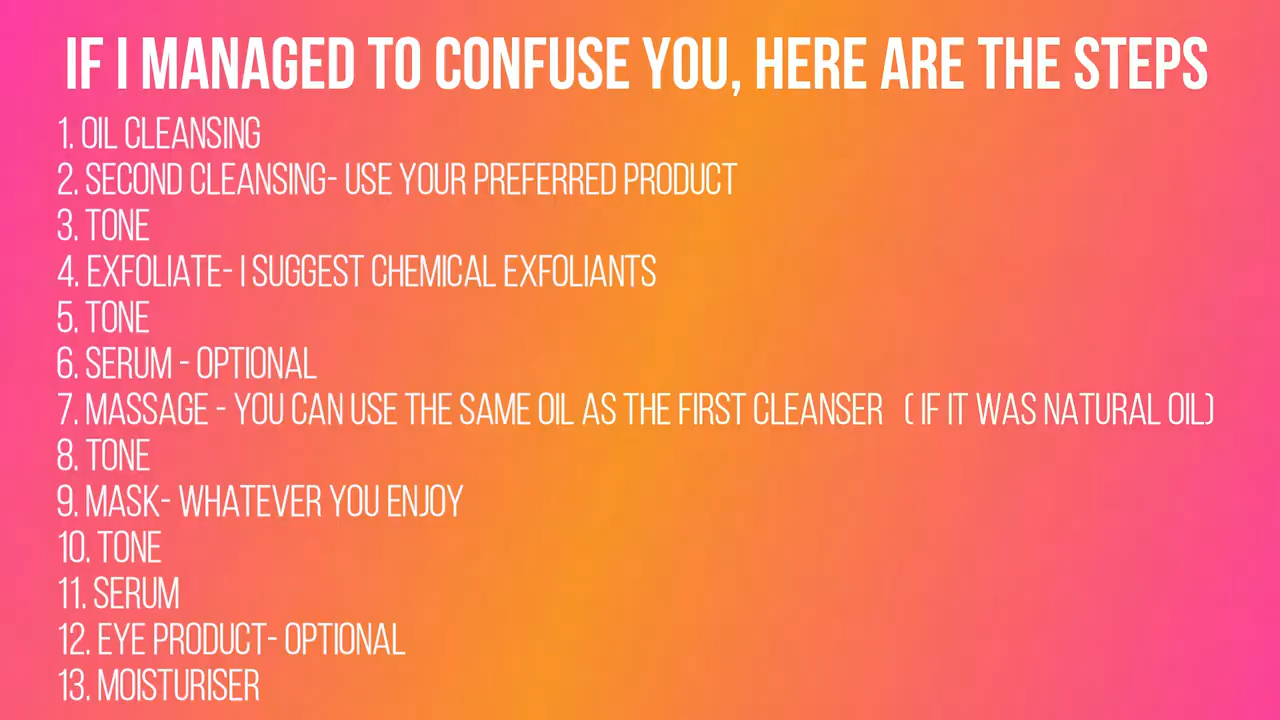 IF I MANAGED TO CONFUSE YOU, HERE ARE THE STEPS
1. OIL CLEANSING
2. SECOND CLEANSING- USE YOUR PREFERRED PRODUCT
3. TONE
4. EXFOLIATE- I SUGGEST CHEMICAL EXFOLIANTS
5. TONE
6. SERUM - OPTIONAL
7. MASSAGE - YOU CAN USE THE SAME OIL AS THE FIRST CLEANSER ( IF IT WAS NATURAL OIL)
8. TONE
9. MASK- WHATEVER YOU ENJOY
10. TONE
11. SERUM
12. EYE PRODUCT- OPTIONAL
13. MOISTURISER